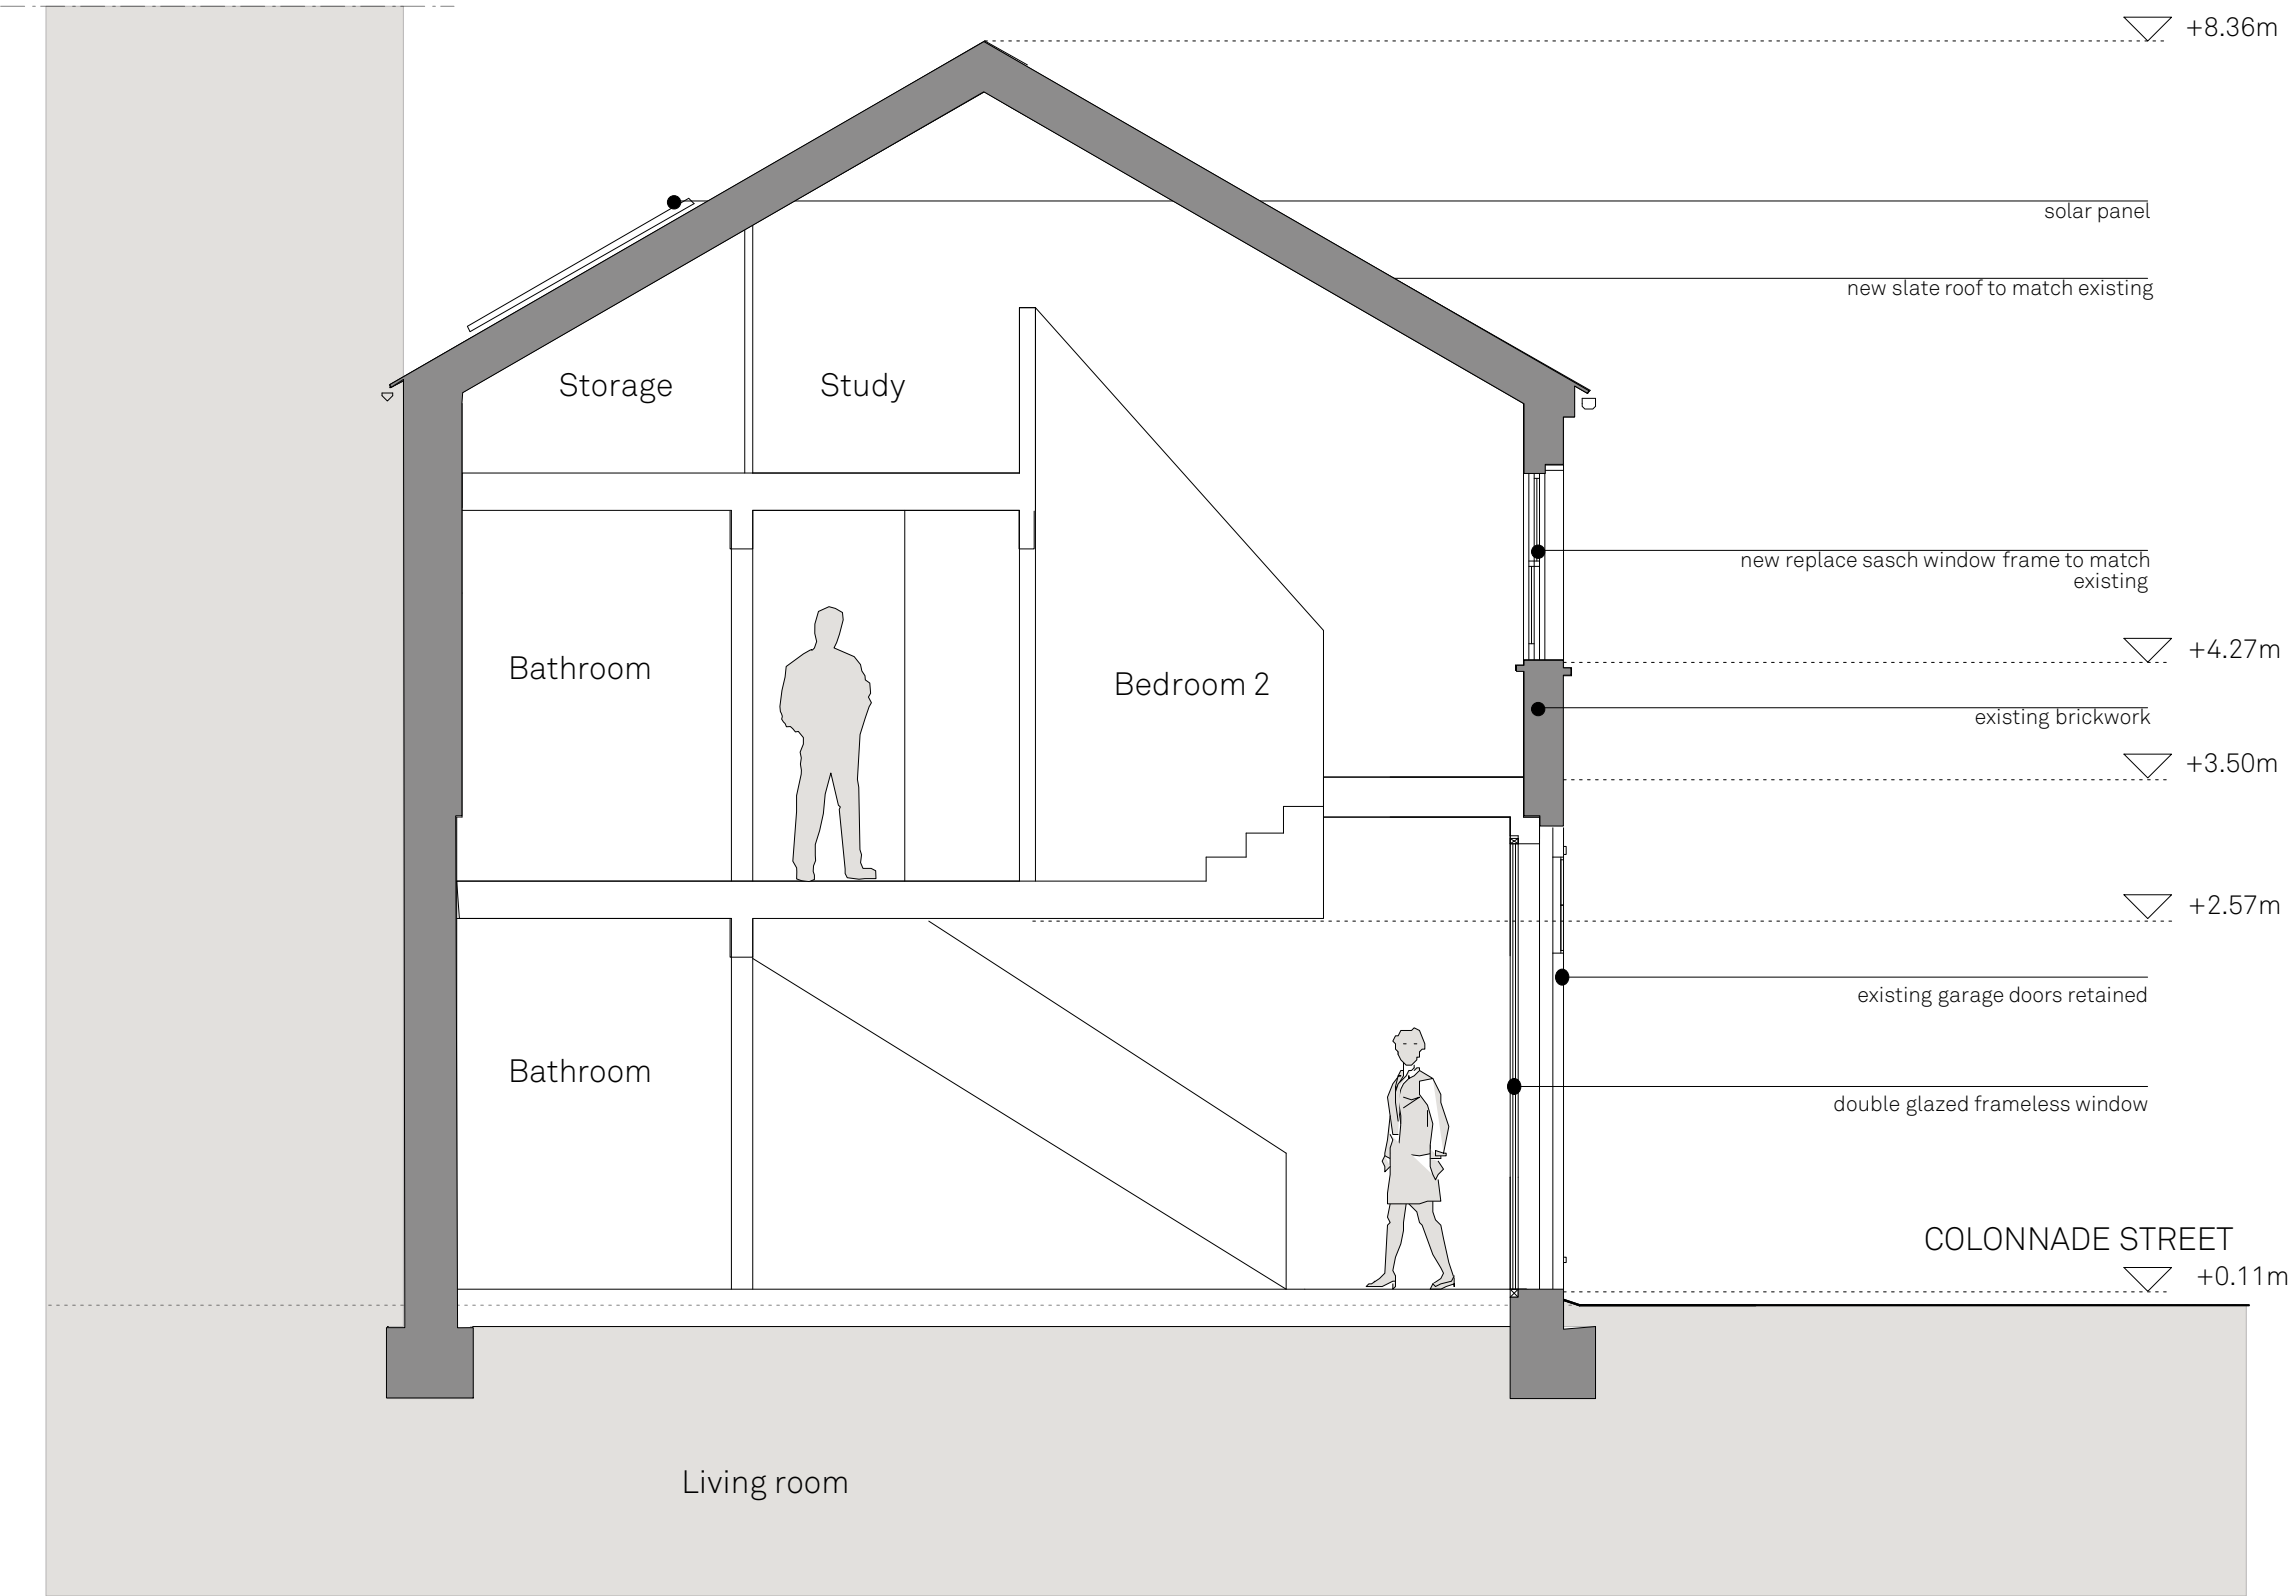 +8.36m
solar panel
new slate roof to match existing
Storage
Study
new replace sasch window frame to match
existing
+4.27m
Bathroom
Bedroom 2
existing brickwork
+3.50m
+2.57m
existing garage doors retained
Bathroom
double glazed frameless window
COLONNADE STREET
+0.11m
Living room